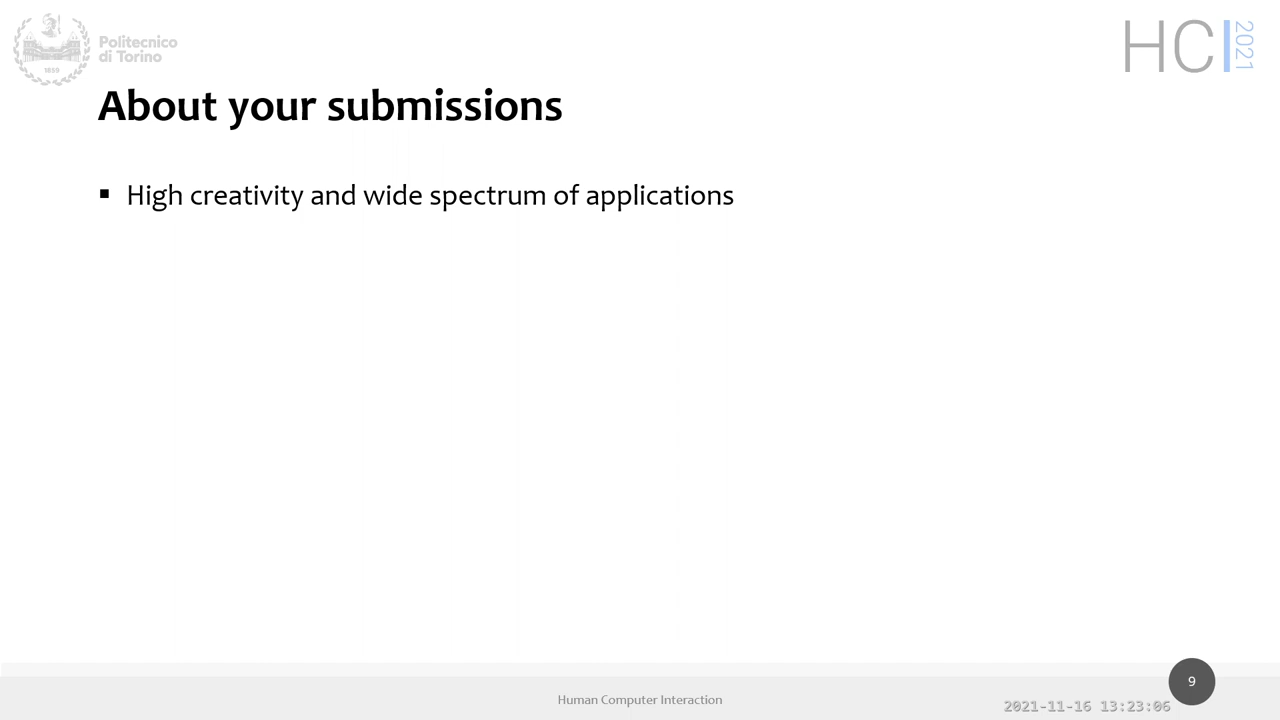 Politecnico
di Torino
1859
HCI 2021
About your submissions
▪ High creativity and wide spectrum of applications
Human Computer Interaction
9
2021-11-16 13:23:06